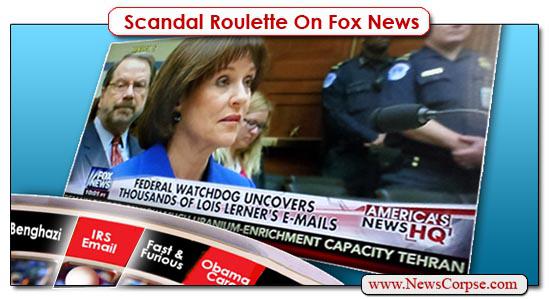 Scandal Roulette On Fox News
FOX
NEWS
FEDERAL WATCHDOG UNCOVERS
THOUSANDS OF LOIS LERNER'S E-MAILS
AMERICA'S
NEWS HQ
URANIUM-ENRICHMENT CAPACITY TEHRAN
Benghazi
IRS
Email
Fast &
Furious
Obama
Care
www.NewsCorpse.com